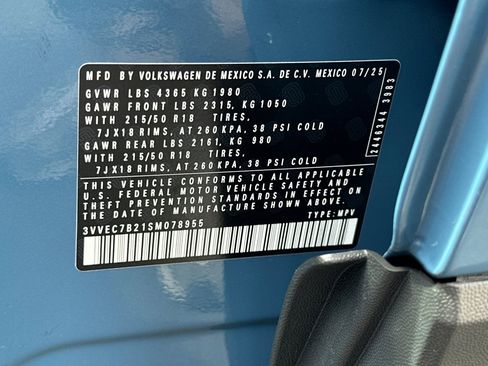 MFD BY VOLKSWAGEN DE MEXICO S.A. DE C.V. MEXICO 07/25
GVWR LBS 4365 KG 1980
GAWR FRONT LBS 2315, KG 1050
WITH 215/50 R18 TIRES,
7JX18 RIMS, AT 260 KPA, 38 PSI COLD
GAWR REAR LBS 2161, KG 980
WITH 215/50 R18 TIRES,
7JX18 RIMS, AT 260 KPA, 38 PSI COLD
THIS VEHICLE CONFORMS TO ALL APPLICABLE
U.S. FEDERAL MOTOR VEHICLE SAFETY AND
THEFT PREVENTION STANDARDS IN EFFECT ON
THE DATE OF MANUFACTURE SHOWN ABOVE.
3VVEC7B21SM078955 TYPE: MPV
2446344 3983